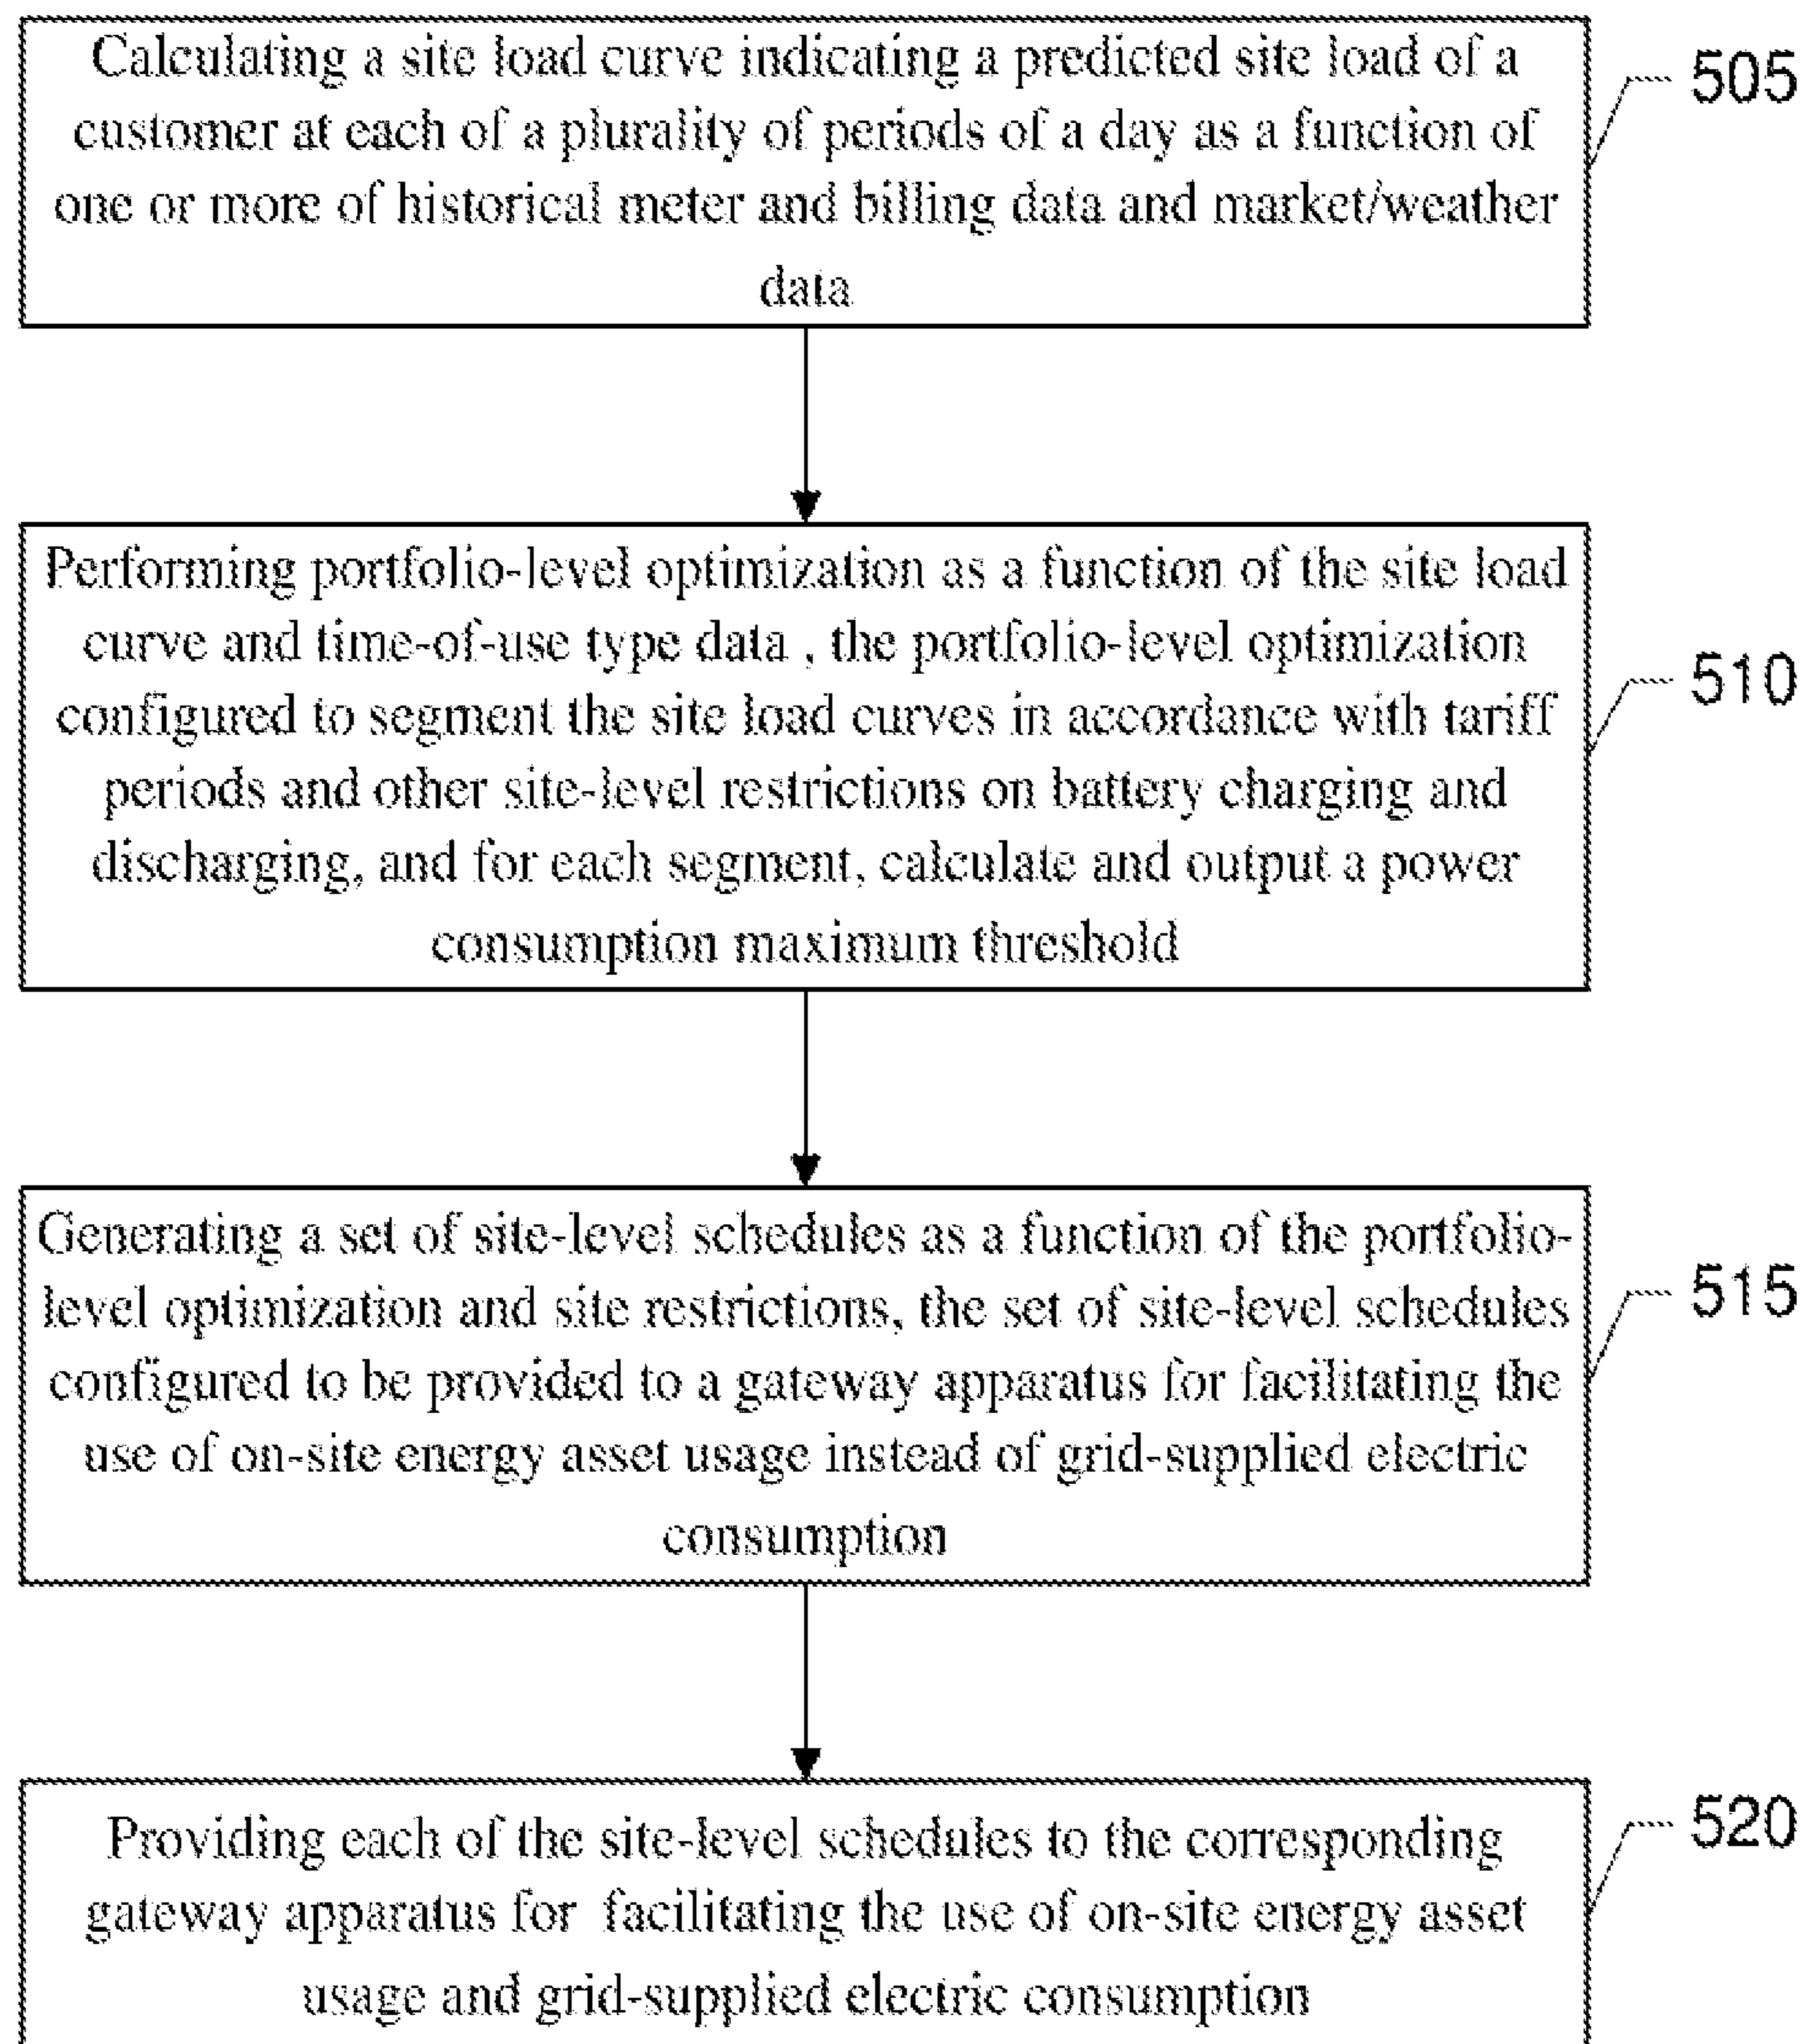 Calculating a site load curve indicating a predicted site load of a
customer at each of a plurality of periods of a day as a function of
one or more of historical meter and billing data and market/weather
data
505
Performing portfolio-level optimization as a function of the site load
curve and time-of-use type data , the portfolio-level optimization
configured to segment the site load curves in accordance with tariff
periods and other site-level restrictions on battery charging and
discharging, and for each segment, calculate and output a power
consumption maximum threshold
510
Generating a set of site-level schedules as a function of the portfolio-
level optimization and site restrictions, the set of site-level schedules
configured to be provided to a gateway apparatus for facilitating the
use of on-site energy asset usage instead of grid-supplied electric
consumption
515
Providing each of the site-level schedules to the corresponding
gateway apparatus for facilitating the use of on-site energy asset
usage and grid-supplied electric consumption
520